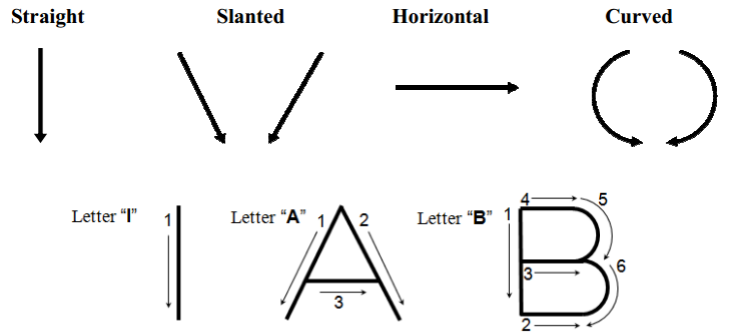 Straight Slanted Horizontal Curved
Letter “I” 1
Letter “A” 1 2 3
Letter “B” 1 4 5 3 6 2